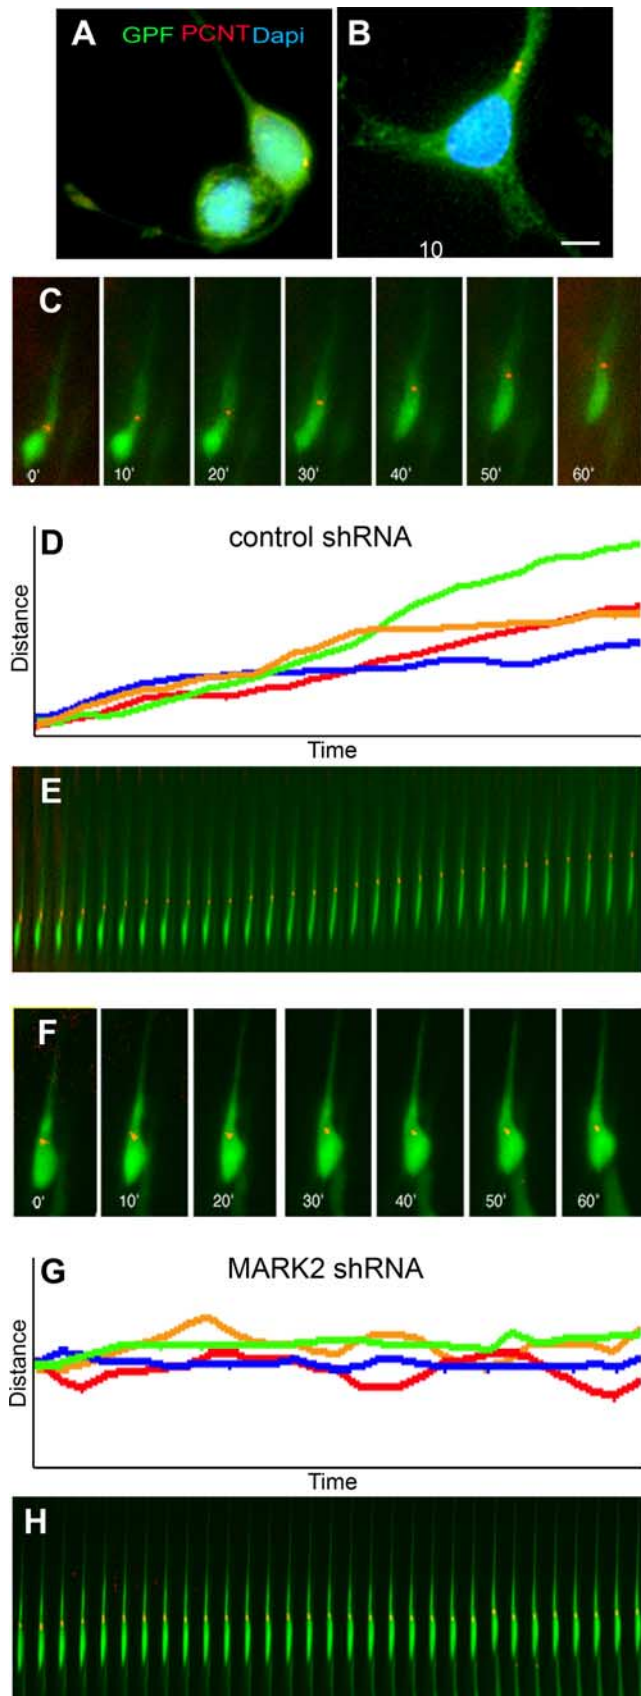 A
GPF PCNT Dapi
B
10
C
0' 10' 20' 30' 40' 50' 60'
D
control shRNA
Distance
Time
E
F
0' 10' 20' 30' 40' 50' 60'
G
MARK2 shRNA
Distance
Time
H